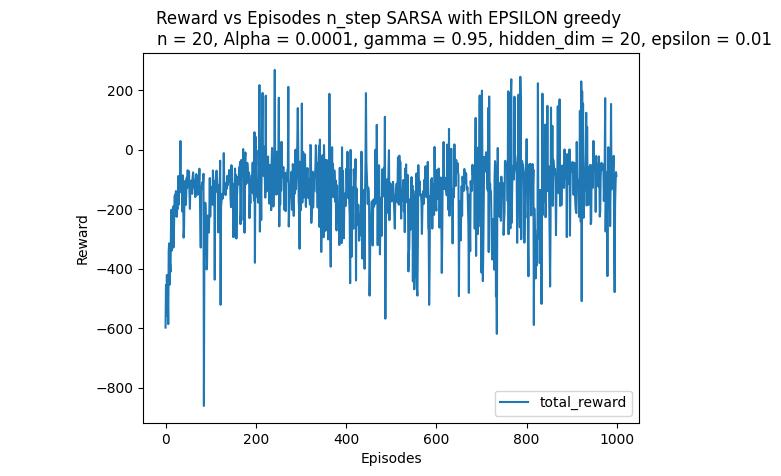 Reward vs Episodes n_step SARSA with EPSILON greedy
n = 20, Alpha = 0.0001, gamma = 0.95, hidden_dim = 20, epsilon = 0.01
200
0
−200
−400
−600
−800
Reward
0 200 400 600 800 1000
Episodes
total_reward